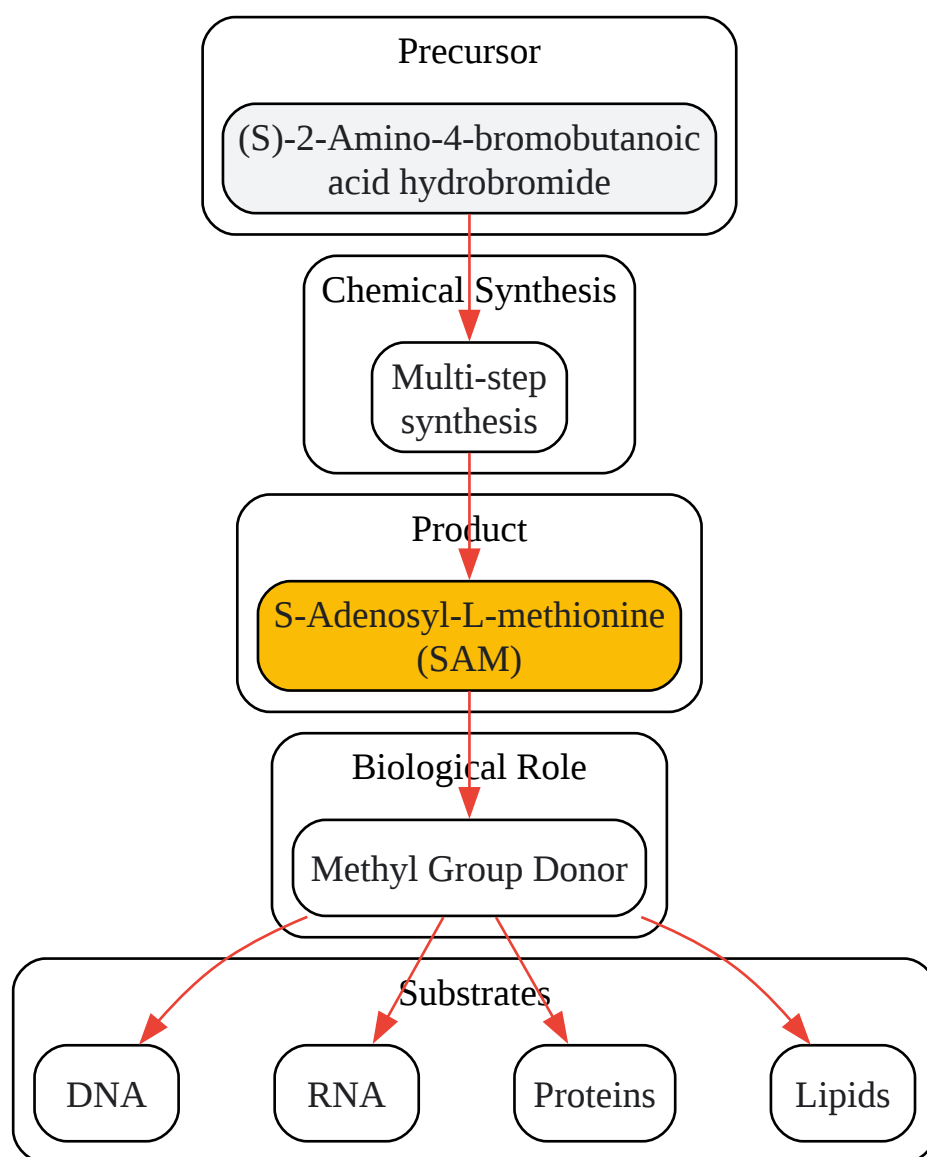 Precursor
(S)-2-Amino-4-bromobutanoic
acid hydrobromide
Chemical Synthesis
Multi-step
synthesis
Product
S-Adenosyl-L-methionine
(SAM)
Biological Role
Methyl Group Donor
Substrates
DNA
RNA
Proteins
Lipids